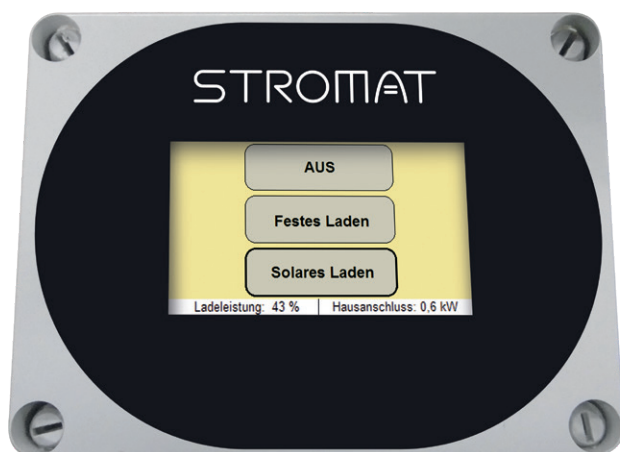 STROMAT
AUS
Festes Laden
Solares Laden
Ladeleistung: 43 % Hausanschluss: 0,6 kW